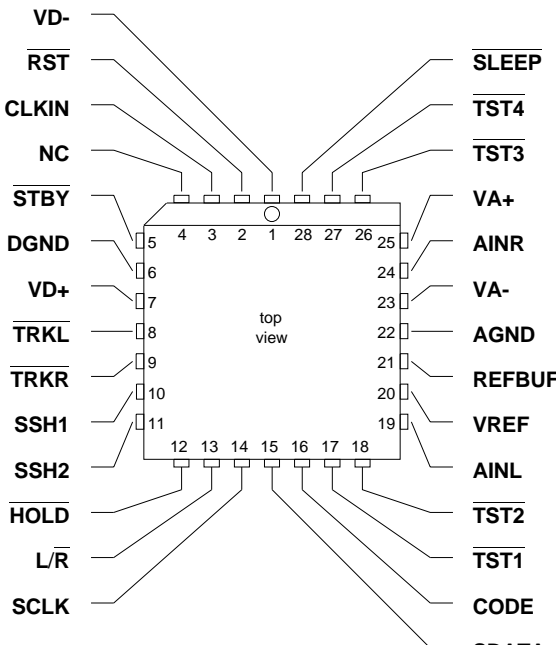 VD-
RST
CLKIN
NC
STBY
DGND
VD+
TRKL
TRKR
SSH1
SSH2
HOLD
L/R
SCLK
SLEEP
TST4
TST3
VA+
AINR
VA-
AGND
REFBUF
VREF
AINL
TST2
TST1
CODE
4 3 2 1 28 27 26
5
6
7
8
9
10
11
25
24
23
22
21
20
19
top
view
12 13 14 15 16 17 18